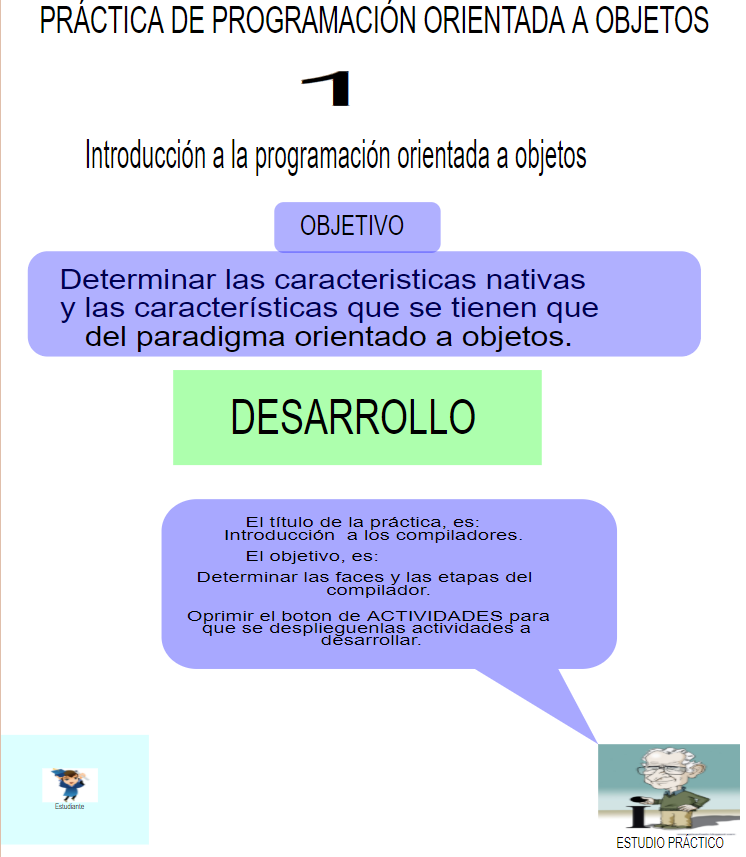 PRÁCTICA DE PROGRAMACIÓN ORIENTADA A OBJETOS
1
Introducción a la programación orientada a objetos
OBJETIVO
Determinar las caracteristicas nativas
y las características que se tienen que
del paradigma orientado a objetos.
DESARROLLO
El título de la práctica, es:
Introducción a los compiladores.
El objetivo, es:
Determinar las faces y las etapas del
compilador.
Oprimir el boton de ACTIVIDADES para
que se desplieguenlas actividades a
desarrollar.
Estudiante
ESTUDIO PRÁCTICO